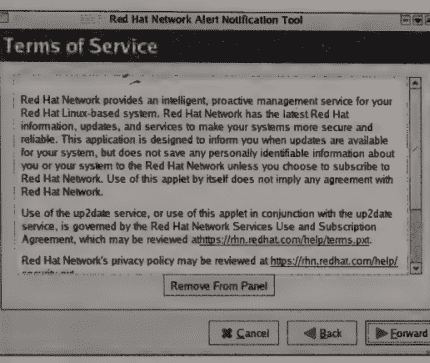 Red Hat Network Alert Notification Tool
Terms of Service
Red Hat Network provides an intelligent, proactive management service for your
Red Hat Linux-based system. Red Hat Network has the latest Red Hat
information, updates, and services to make your systems more secure and
reliable. This application is designed to inform you when updates are available
for your system, but does not save any personally identifiable information about
you or your system to the Red Hat Network unless you choose to subscribe to
Red Hat Network. Use of this applet by itself does not imply any agreement with
Red Hat Network.
Use of the up2date service, or use of this applet in conjunction with the up2date
service, is governed by the Red Hat Network Services Use and Subscription
Agreement, which may be reviewed athttps://rhn.redhat.com/help/terms.pxt.
Red Hat Network's privacy policy may be reviewed at https://rhn.redhat.com/help/
Remove From Panel
Cancel
Back
Forward